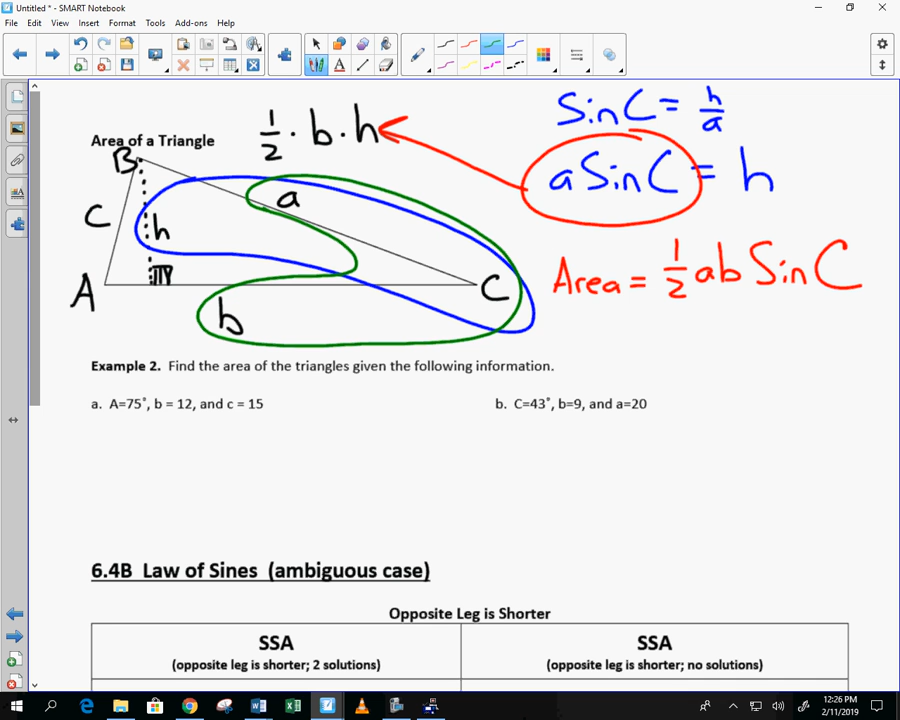 Untitled * - SMART Notebook
File Edit View Insert Format Tools Add-ons Help
Area of a Triangle
1/2 · b · h
Sin C = h/a
a Sin C = h
Area = 1/2 ab Sin C
B
a
c
h
A
C
b
Example 2. Find the area of the triangles given the following information.
a. A=75°, b = 12, and c = 15
b. C=43°, b=9, and a=20
6.4B Law of Sines (ambiguous case)
Opposite Leg is Shorter
SSA
(opposite leg is shorter; 2 solutions)
SSA
(opposite leg is shorter; no solutions)
12:26 PM
2/11/2019